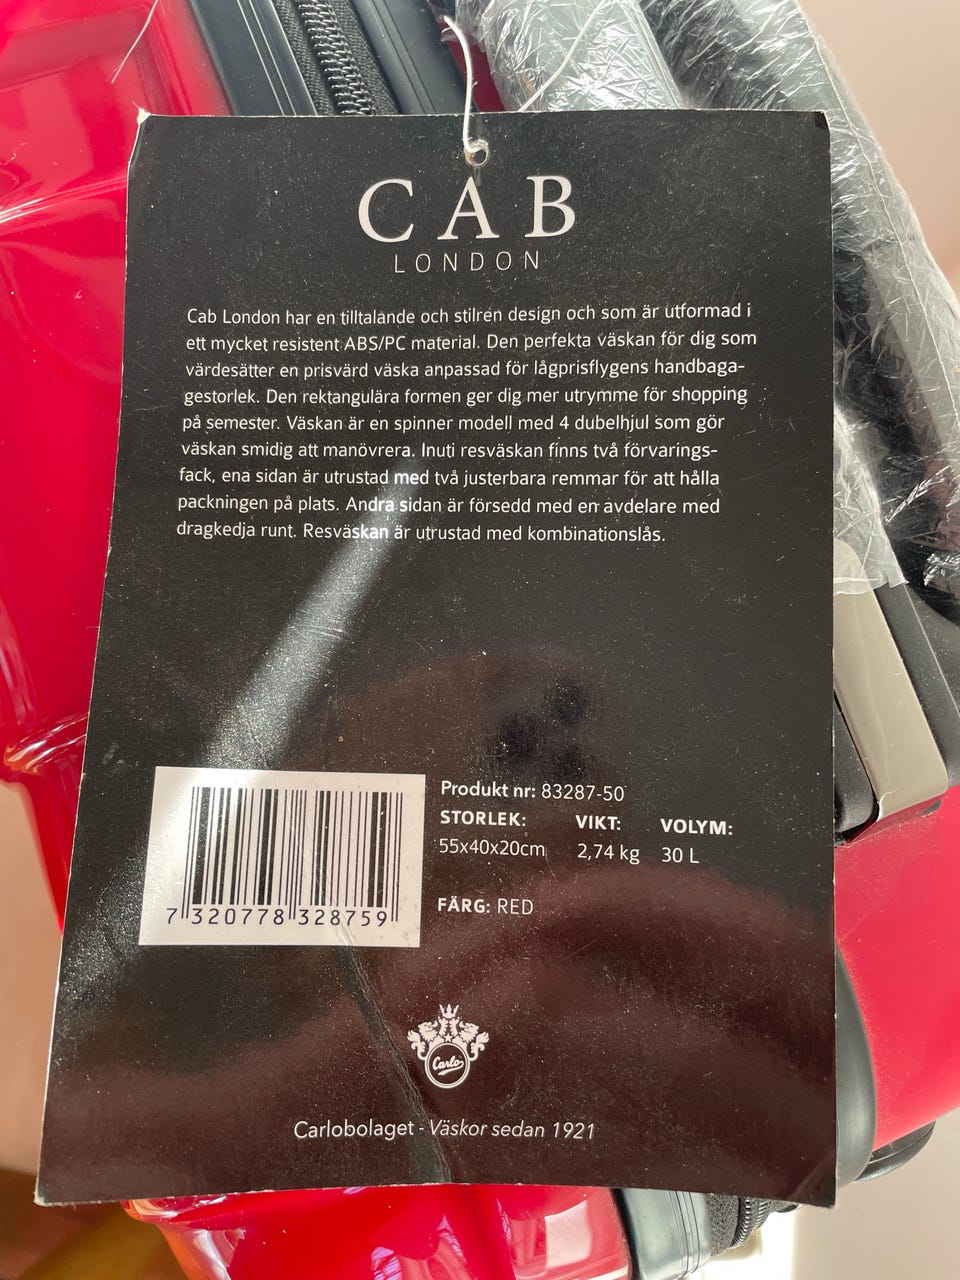 CAB
LONDON
Cab London har en tilltalande och stilren design och som är utformad i
ett mycket resistent ABS/PC material. Den perfekta väskan för dig som
värdesätter en prisvärd väska anpassad för lågprisflygens handbaga-
gestorlek. Den rektangulära formen ger dig mer utrymme för shopping
på semester. Väskan är en spinner modell med 4 dubelhjul som gör
väskan smidig att manövrera. Inuti resväskan finns två förvarings-
fack, ena sidan är utrustad med två justerbara remmar för att hålla
packningen på plats. Andra sidan är försedd med en avdelare med
dragkedja runt. Resväskan är utrustad med kombinationslås.
Produkt nr: 83287-50
STORLEK: VIKT: VOLYM:
55x40x20cm 2,74 kg 30 L
FÄRG: RED
7 320778 328759
Carlo
Carlobolaget - Väskor sedan 1921